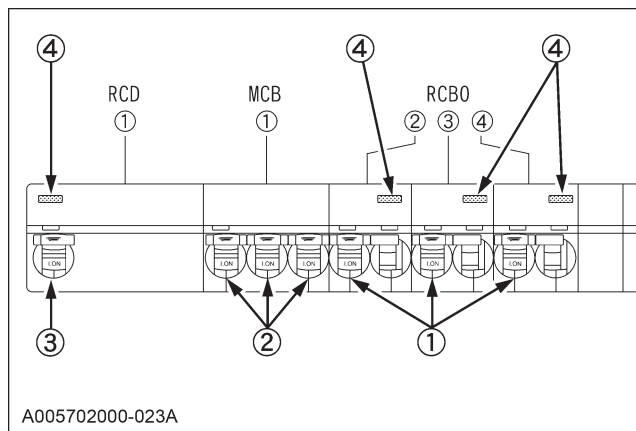 ④ ④ ④
RCD MCB RCBO
① ① ② ③ ④
I.ON I.ON I.ON I.ON I.ON I.ON I.ON
③ ② ①
A005702000-023A